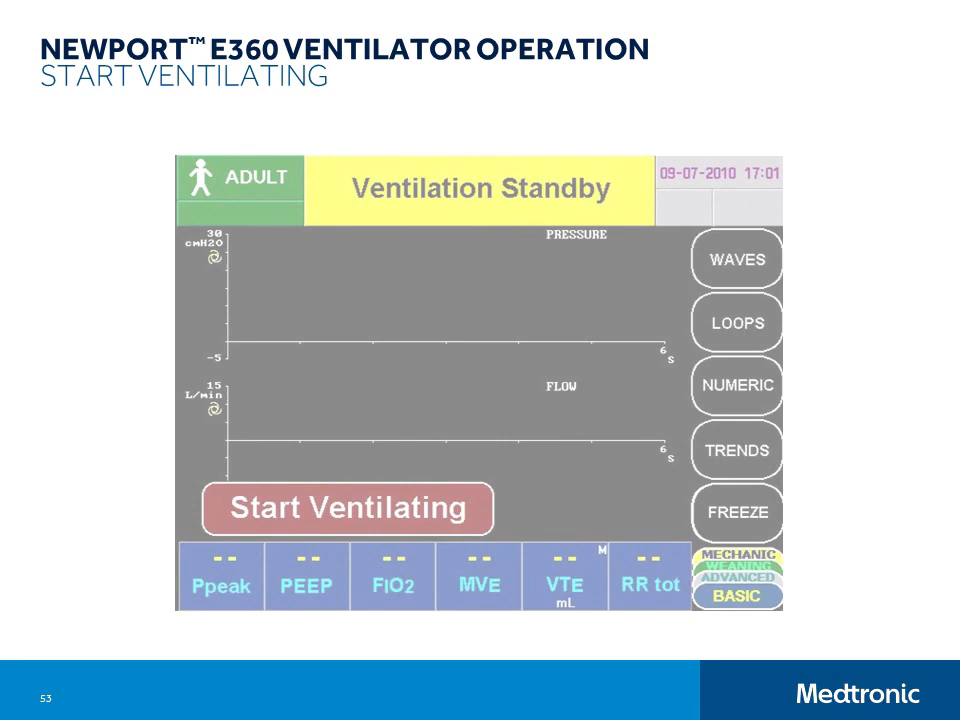 NEWPORT™ E360 VENTILATOR OPERATION
START VENTILATING
ADULT
Ventilation Standby
09-07-2010 17:01
30
cmH2O
PRESSURE
-5
6
S
15
L/min
FLOW
6
S
WAVES
LOOPS
NUMERIC
TRENDS
FREEZE
Start Ventilating
-- -- -- -- -- M --
Ppeak PEEP FIO2 MVE VTE RR tot
mL
MECHANIC
WEANING
ADVANCED
BASIC
53
Medtronic